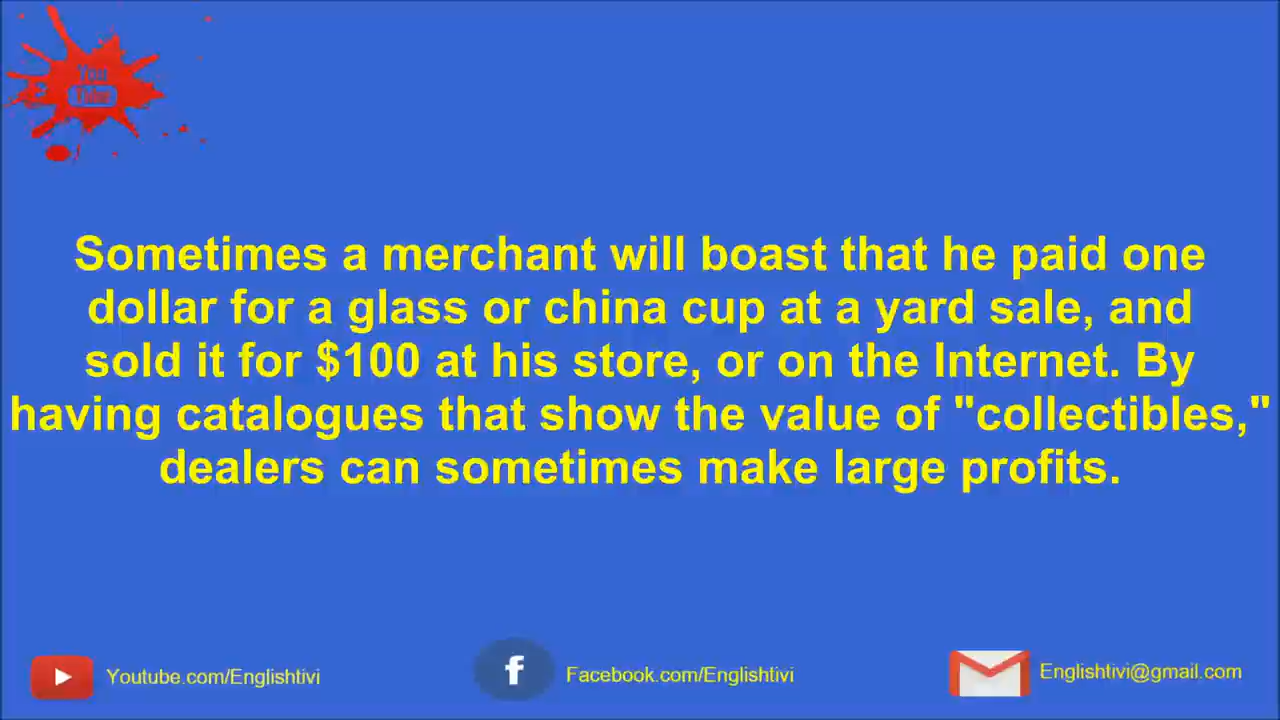 You
Tube
Sometimes a merchant will boast that he paid one
dollar for a glass or china cup at a yard sale, and
sold it for $100 at his store, or on the Internet. By
having catalogues that show the value of "collectibles,"
dealers can sometimes make large profits.
Youtube.com/Englishtivi
f
Facebook.com/Englishtivi
Englishtivi@gmail.com